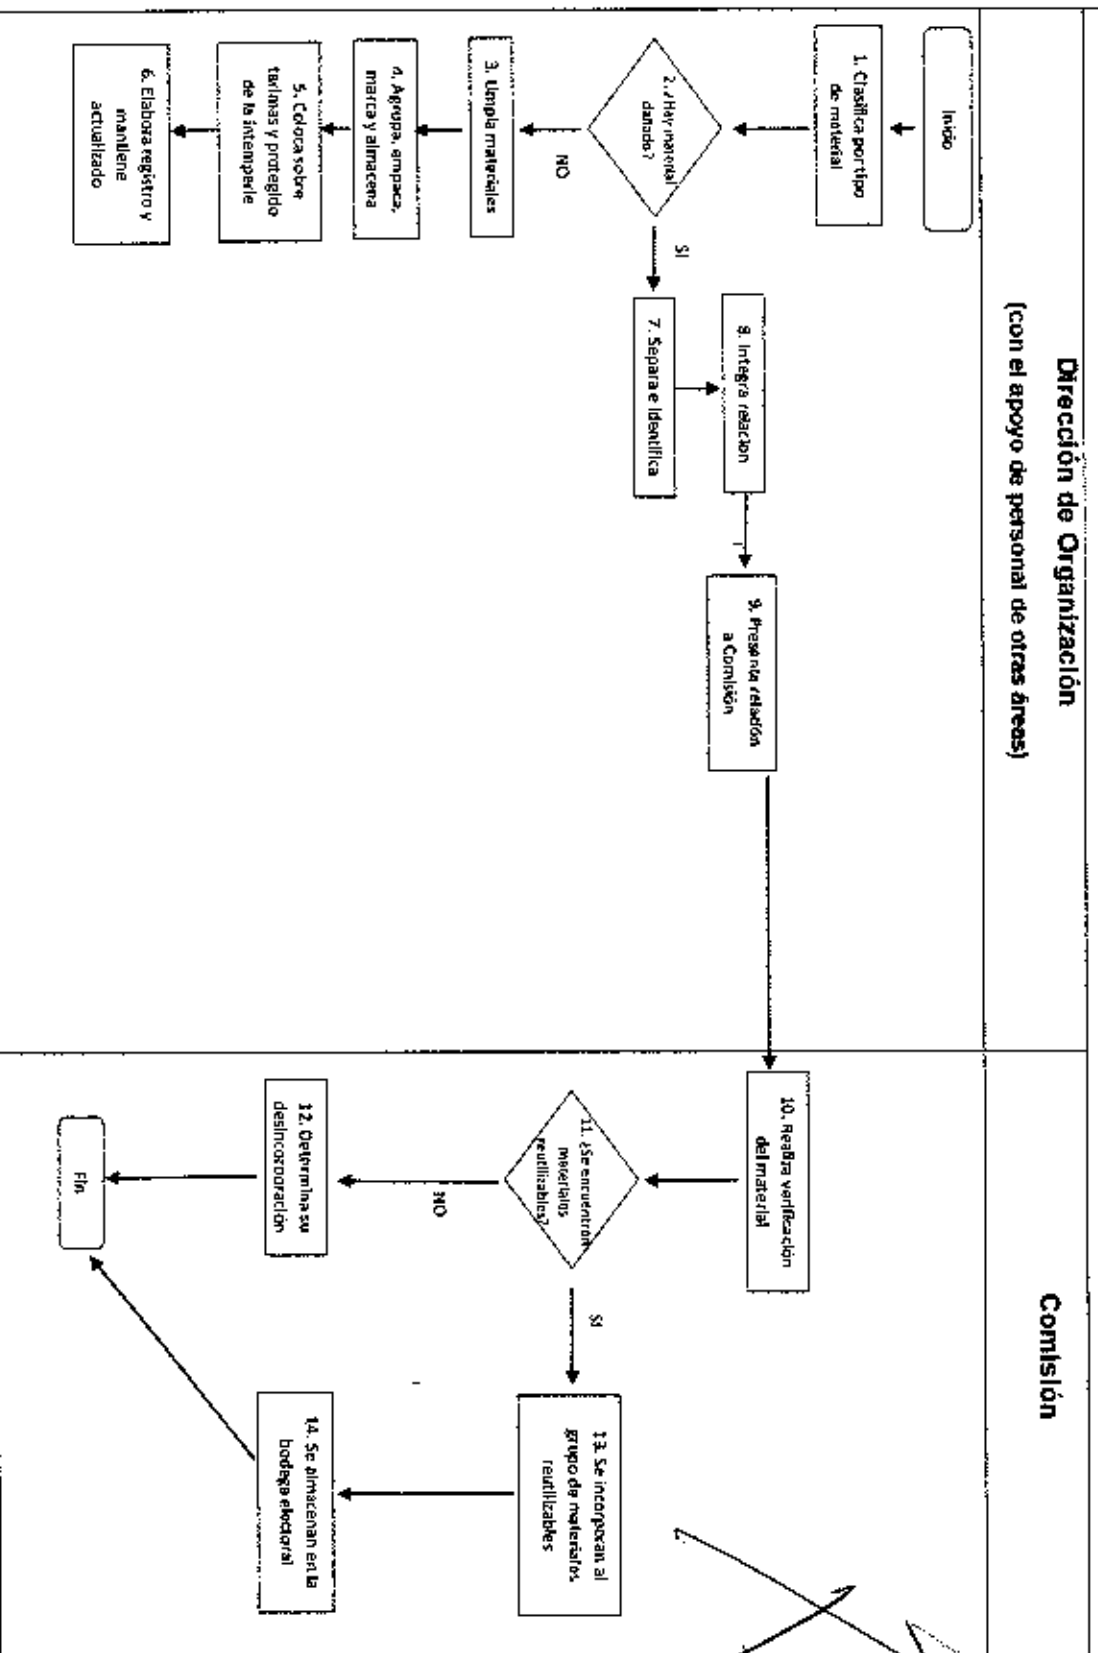 Dirección de Organización
(con el apoyo de personal de otras áreas)
Comisión
Inicio
1. Clasifica por tipo
de material
2. ¿Hay material
dañado?
NO
SI
3. Limpia materiales
4. Agrupa, empaca,
marca y almacena
5. Coloca sobre
tarimas y protegido
de la intemperie
6. Elabora registro y
mantiene
actualizado
7. Separa e identifica
8. Integra relación
9. Presenta relación
a Comisión
10. Realiza verificación
del material
11. ¿Se encuentran
materiales
reutilizables?
NO
SI
12. Determina su
desincorporación
13. Se incorporan al
grupo de materiales
reutilizables
14. Se almacenan en la
bodega electoral
Fin